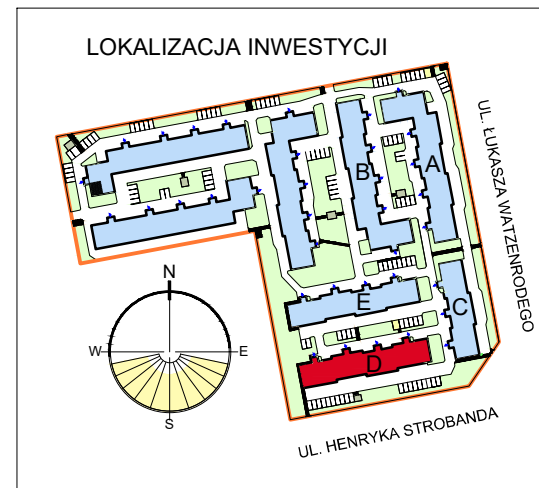 LOKALIZACJA INWESTYCJI
UL. ŁUKASZA WATZENRODEGO
A
B
N
E
C
W
E
D
S
UL. HENRYKA STROBANDA